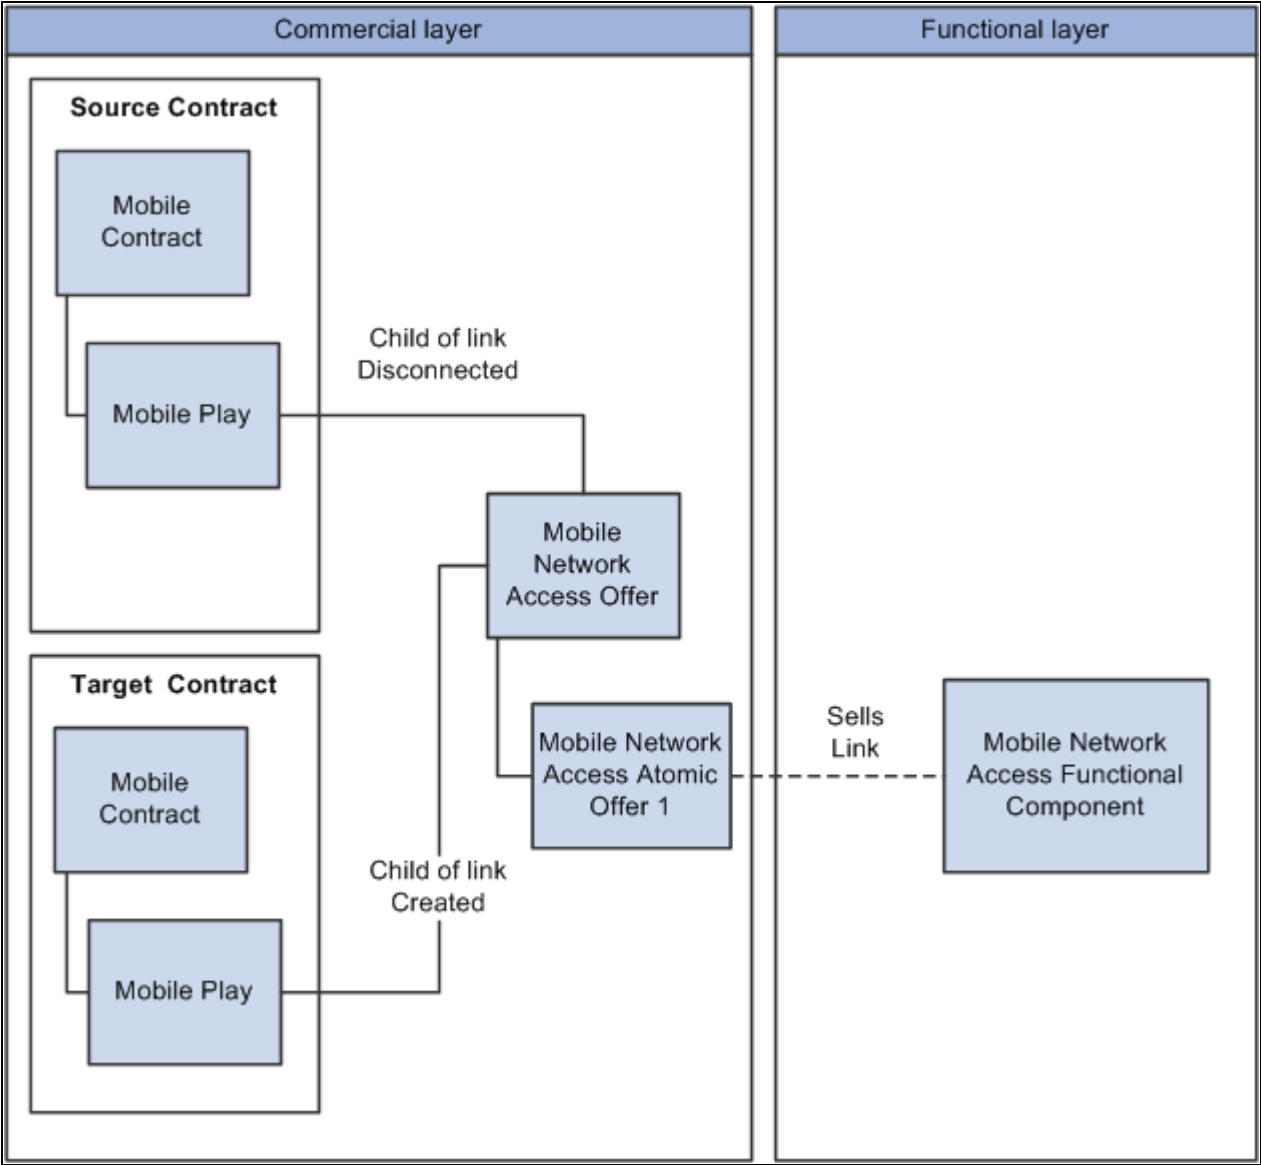 Commercial layer
Functional layer
Source Contract
Mobile
Contract
Mobile Play
Child of link
Disconnected
Mobile
Network
Access Offer
Target Contract
Mobile
Contract
Mobile Play
Child of link
Created
Mobile Network
Access Atomic
Offer 1
Sells
Link
Mobile Network
Access Functional
Component